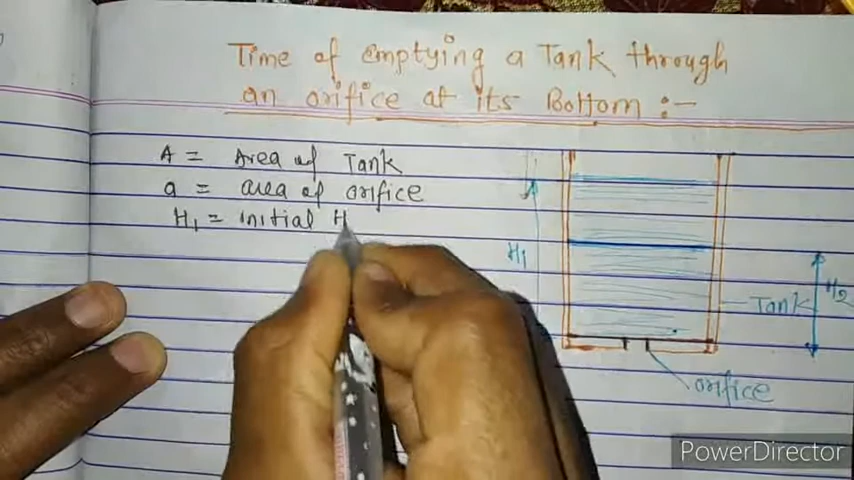 Time of emptying a Tank through
an orifice at its Bottom :-
A = Area of Tank
a = area of orifice
H1 = initial H
H1
H2
Tank
orifice
PowerDirector